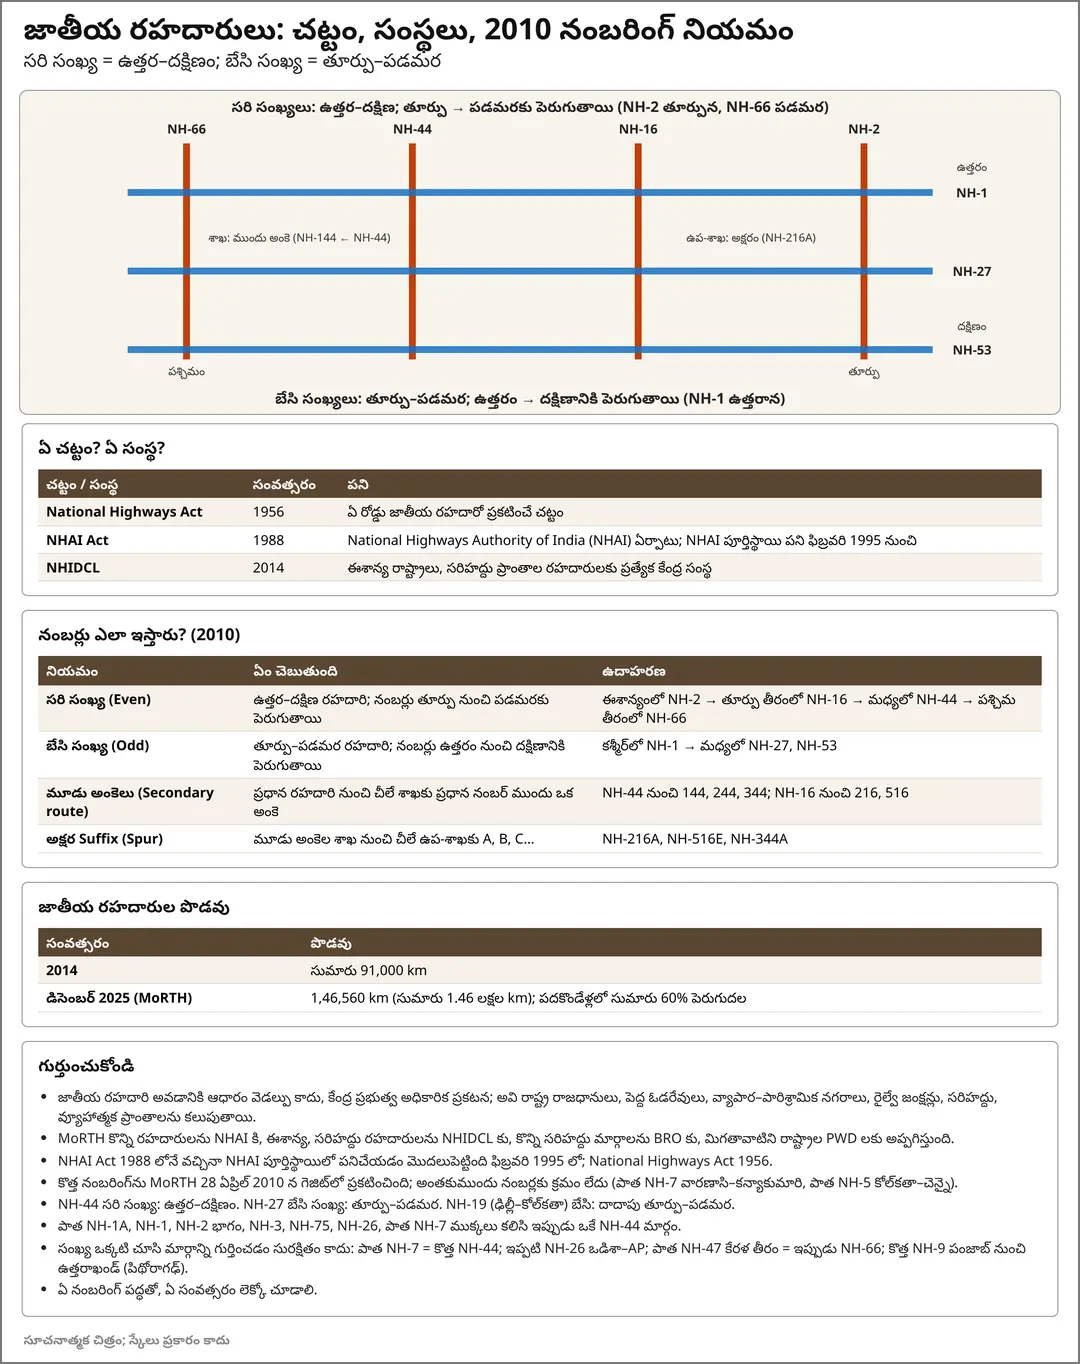 జాతీయ రహదారులు: చట్టం, సంస్థలు, 2010 నంబరింగ్ నియమం
సరి సంఖ్య = ఉత్తర–దక్షిణం; బేసి సంఖ్య = తూర్పు–పడమర
సరి సంఖ్యలు: ఉత్తర–దక్షిణ; తూర్పు → పడమరకు పెరుగుతాయి (NH-2 తూర్పున, NH-66 పడమర)
NH-66 NH-44 NH-16 NH-2
ఉత్తరం
NH-1
శాఖ: ముందు అంకె (NH-144 ← NH-44) ఉప-శాఖ: అక్షరం (NH-216A)
NH-27
దక్షిణం
NH-53
పశ్చిమం తూర్పు
బేసి సంఖ్యలు: తూర్పు–పడమర; ఉత్తరం → దక్షిణానికి పెరుగుతాయి (NH-1 ఉత్తరాన)
ఏ చట్టం? ఏ సంస్థ?
చట్టం / సంస్థ సంవత్సరం పని
National Highways Act 1956 ఏ రోడ్డు జాతీయ రహదారో ప్రకటించే చట్టం
NHAI Act 1988 National Highways Authority of India (NHAI) ఏర్పాటు; NHAI పూర్తిస్థాయి పని ఫిబ్రవరి 1995 నుంచి
NHIDCL 2014 ఈశాన్య రాష్ట్రాలు, సరిహద్దు ప్రాంతాల రహదారులకు ప్రత్యేక కేంద్ర సంస్థ
నంబర్లు ఎలా ఇస్తారు? (2010)
నియమం ఏం చెబుతుంది ఉదాహరణ
సరి సంఖ్య (Even) ఉత్తర–దక్షిణ రహదారి; నంబర్లు తూర్పు నుంచి పడమరకు పెరుగుతాయి ఈశాన్యంలో NH-2 → తూర్పు తీరంలో NH-16 → మధ్యలో NH-44 → పశ్చిమ తీరంలో NH-66
బేసి సంఖ్య (Odd) తూర్పు–పడమర రహదారి; నంబర్లు ఉత్తరం నుంచి దక్షిణానికి పెరుగుతాయి కశ్మీర్‌లో NH-1 → మధ్యలో NH-27, NH-53
మూడు అంకెలు (Secondary route) ప్రధాన రహదారి నుంచి చీలే శాఖకు ప్రధాన నంబర్ ముందు ఒక అంకె NH-44 నుంచి 144, 244, 344; NH-16 నుంచి 216, 516
అక్షర Suffix (Spur) మూడు అంకెల శాఖ నుంచి చీలే ఉప-శాఖకు A, B, C… NH-216A, NH-516E, NH-344A
జాతీయ రహదారుల పొడవు
సంవత్సరం పొడవు
2014 సుమారు 91,000 km
డిసెంబర్ 2025 (MoRTH) 1,46,560 km (సుమారు 1.46 లక్షల km); పదకొండేళ్లలో సుమారు 60% పెరుగుదల
గుర్తుంచుకోండి
• జాతీయ రహదారి అవడానికి ఆధారం వెడల్పు కాదు, కేంద్ర ప్రభుత్వ అధికారిక ప్రకటన; అవి రాష్ట్ర రాజధానులు, పెద్ద ఓడరేవులు, వ్యాపార–పారిశ్రామిక నగరాలు, రైల్వే జంక్షన్లు, సరిహద్దు,
వ్యూహాత్మక ప్రాంతాలను కలుపుతాయి.
• MoRTH కొన్ని రహదారులను NHAI కి, ఈశాన్య, సరిహద్దు రహదారులను NHIDCL కు, కొన్ని సరిహద్దు మార్గాలను BRO కు, మిగతావాటిని రాష్ట్రాల PWD లకు అప్పగిస్తుంది.
• NHAI Act 1988 లోనే వచ్చినా NHAI పూర్తిస్థాయిలో పనిచేయడం మొదలుపెట్టింది ఫిబ్రవరి 1995 లో; National Highways Act 1956.
• కొత్త నంబరింగ్‌ను MoRTH 28 ఏప్రిల్ 2010 న గెజిట్‌లో ప్రకటించింది; అంతకుముందు నంబర్లకు క్రమం లేదు (పాత NH-7 వారణాసి–కన్యాకుమారి, పాత NH-5 కోల్‌కతా–చెన్నై).
• NH-44 సరి సంఖ్య: ఉత్తర–దక్షిణం. NH-27 బేసి సంఖ్య: తూర్పు–పడమర. NH-19 (ఢిల్లీ–కోల్‌కతా) బేసి: దాదాపు తూర్పు–పడమర.
• పాత NH-1A, NH-1, NH-2 భాగం, NH-3, NH-75, NH-26, పాత NH-7 ముక్కలు కలిసి ఇప్పుడు ఒకే NH-44 మార్గం.
• సంఖ్య ఒక్కటి చూసి మార్గాన్ని గుర్తించడం సురక్షితం కాదు: పాత NH-7 = కొత్త NH-44; ఇప్పటి NH-26 ఒడిశా–AP; పాత NH-47 కేరళ తీరం = ఇప్పుడు NH-66; కొత్త NH-9 పంజాబ్ నుంచి
ఉత్తరాఖండ్ (పిథోరాగఢ్).
• ఏ నంబరింగ్ పద్ధతో, ఏ సంవత్సరం లెక్కో చూడాలి.
సూచనాత్మక చిత్రం; స్కేలు ప్రకారం కాదు